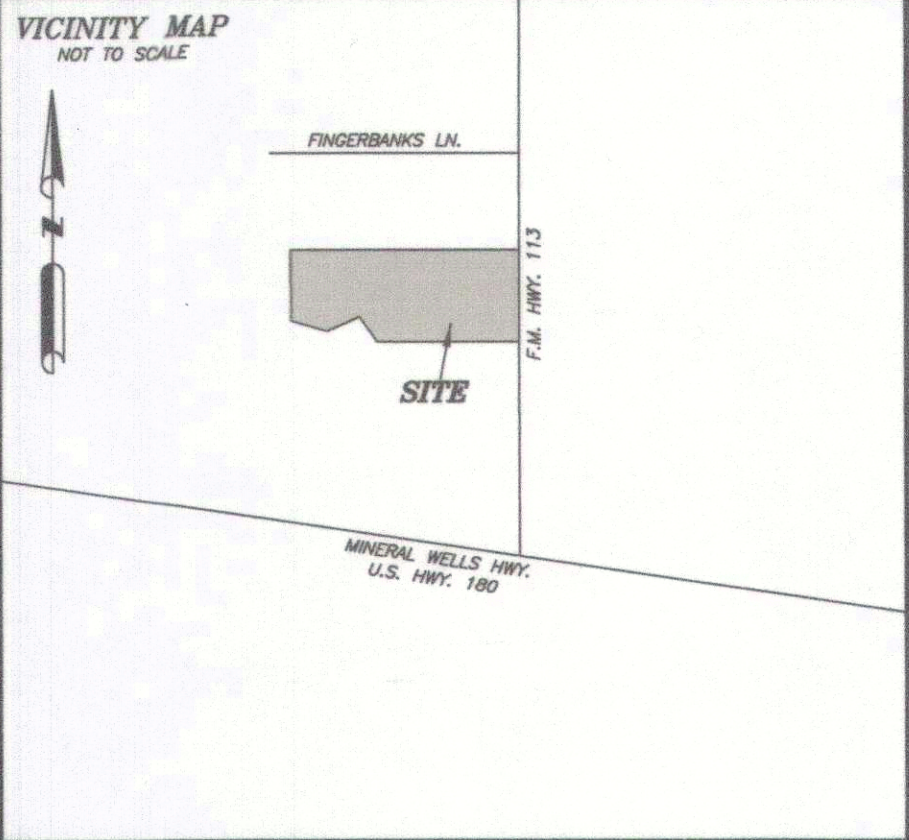 VICINITY MAP
NOT TO SCALE
FINGERBANKS LN.
N
F.M. HWY. 113
SITE
MINERAL WELLS HWY.
U.S. HWY. 180